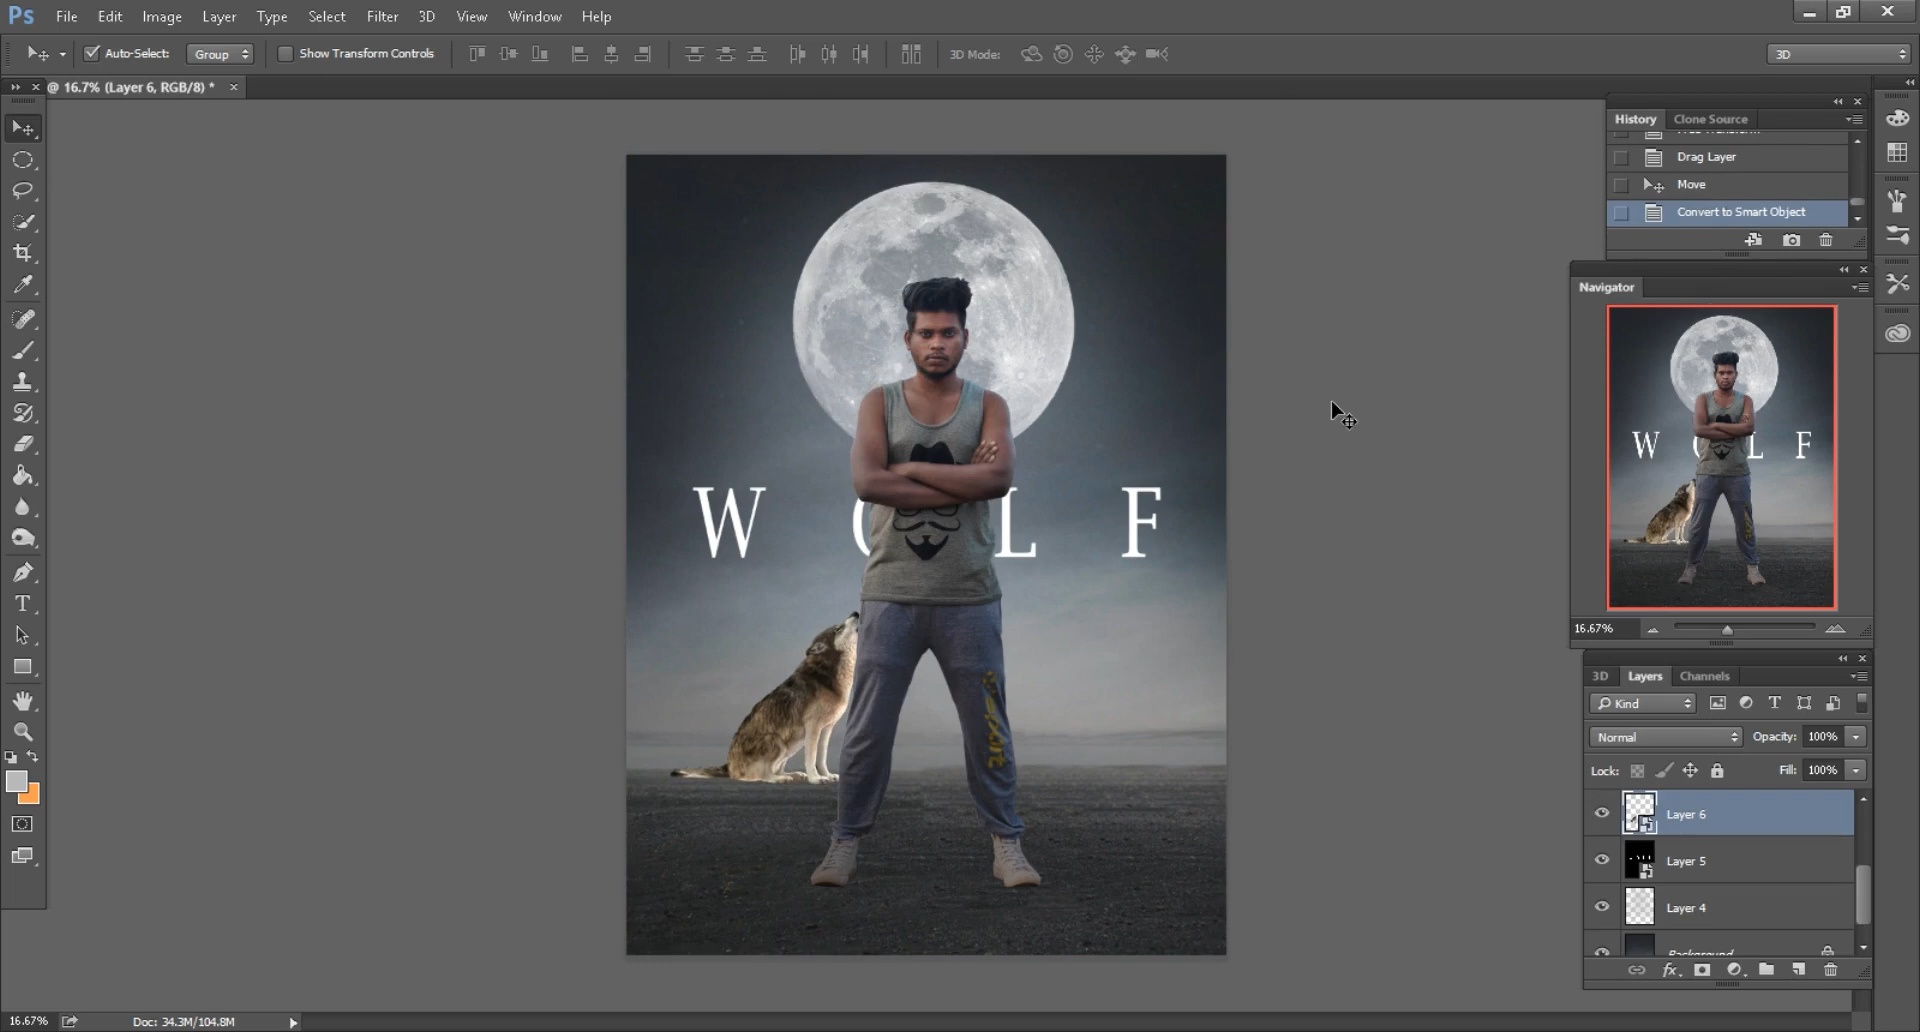 Ps File Edit Image Layer Type Select Filter 3D View Window Help
Auto-Select: Group Show Transform Controls 3D Mode: 3D
@ 16.7% (Layer 6, RGB/8) * ×
History Clone Source
Drag Layer
Move
Convert to Smart Object
Navigator
W O L F
W O L F
16.67%
3D Layers Channels
Kind
Normal Opacity: 100%
Lock: Fill: 100%
Layer 6
Layer 5
Layer 4
Background
16.67% Doc: 34.3M/104.8M